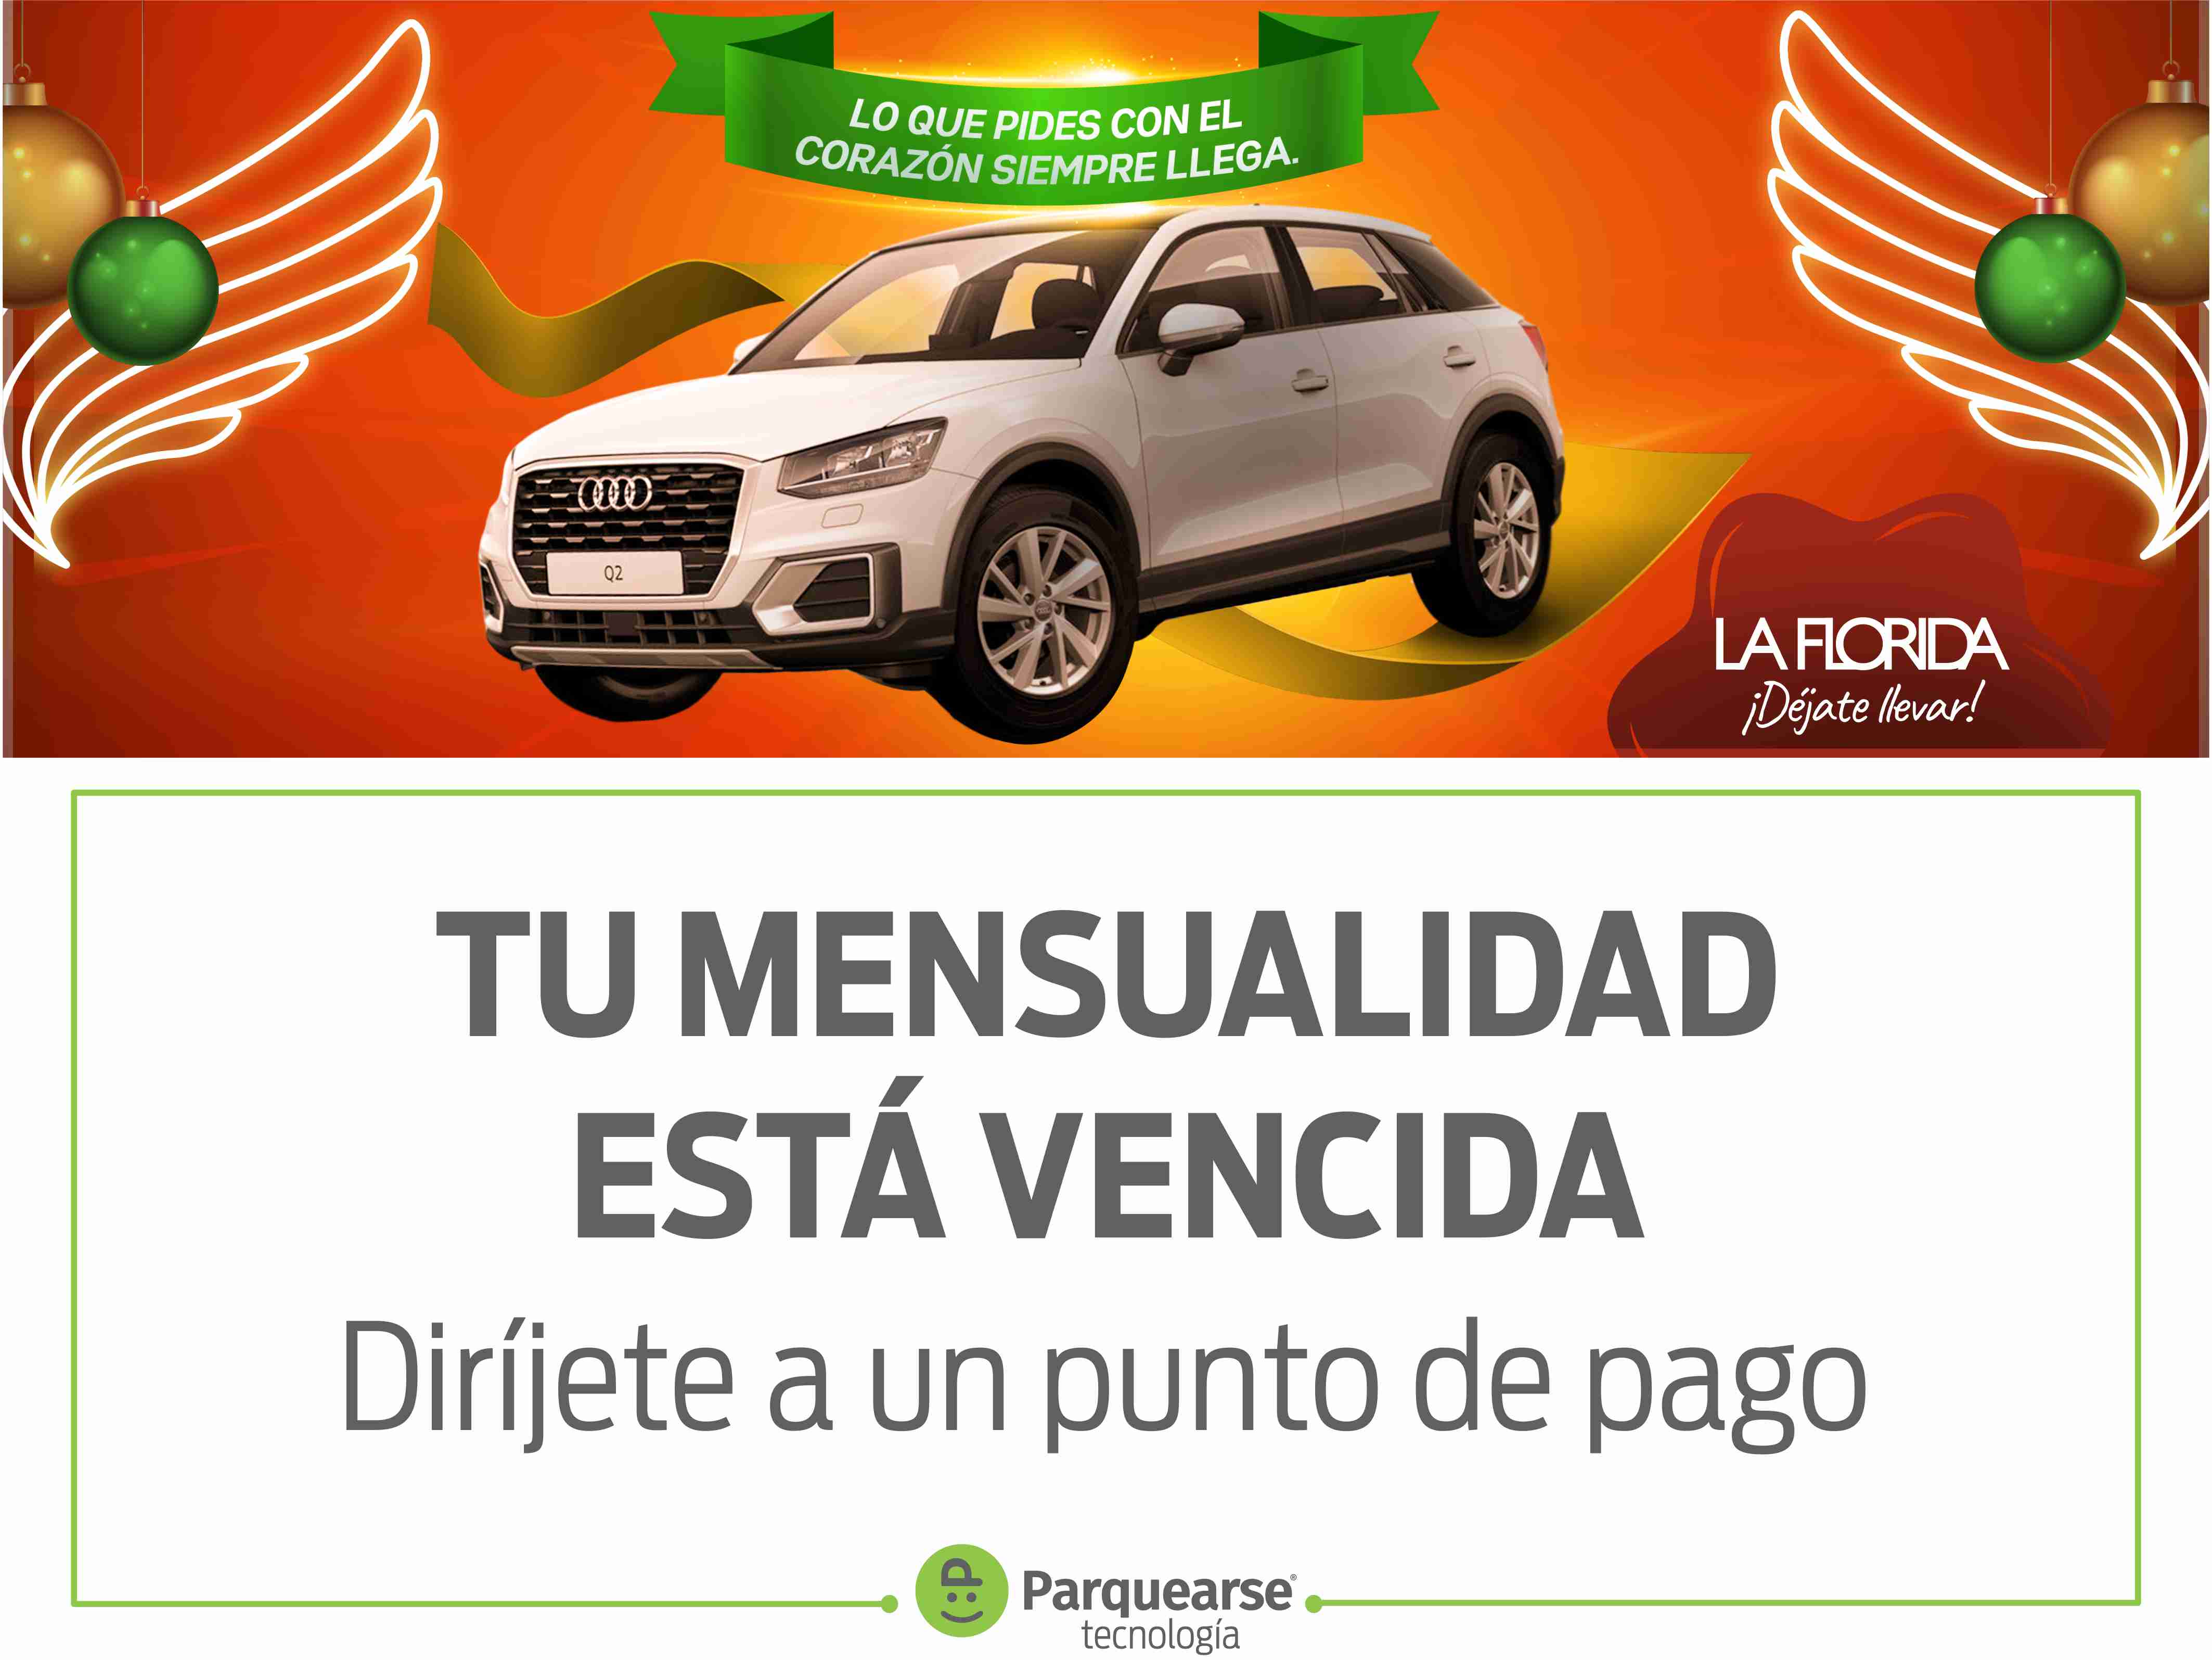 LO QUE PIDES CON EL
CORAZÓN SIEMPRE LLEGA.
Q2
LA FLORIDA
¡Déjate llevar!
TU MENSUALIDAD
ESTÁ VENCIDA
Diríjete a un punto de pago
Parquearse®
tecnología